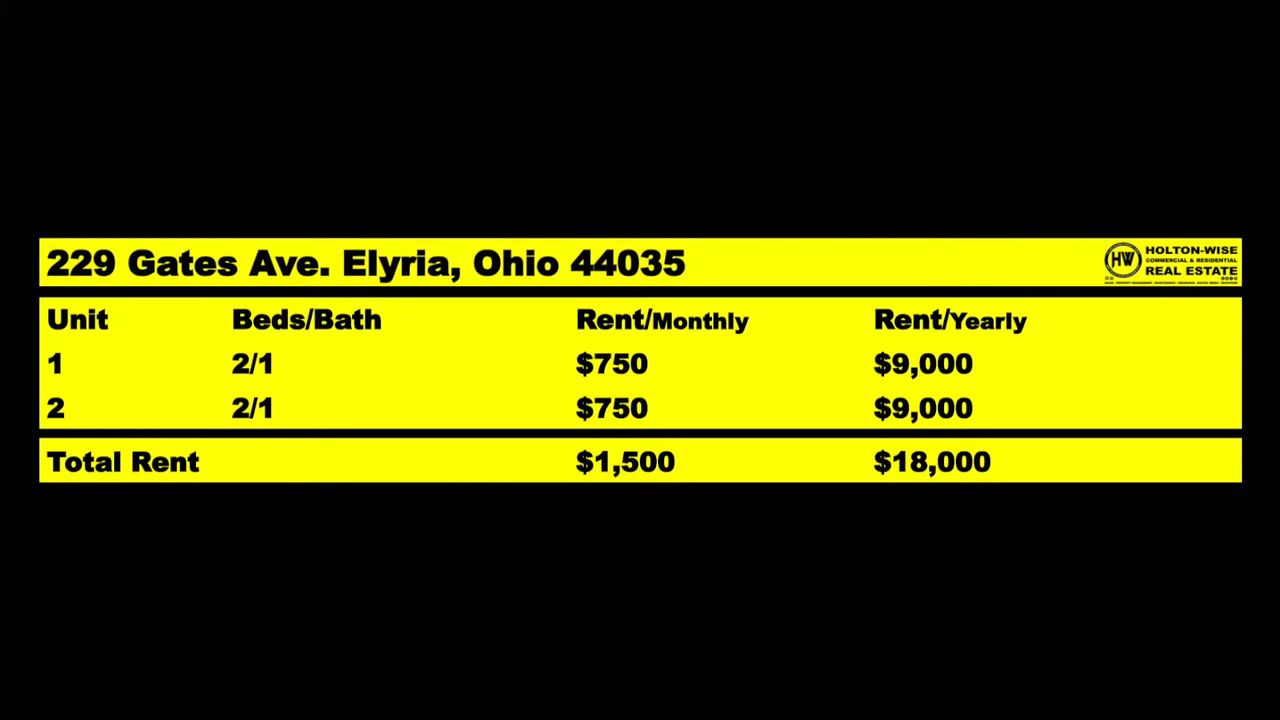 229 Gates Ave. Elyria, Ohio 44035
HW
HOLTON-WISE
COMMERCIAL & RESIDENTIAL
REAL ESTATE
Unit Beds/Bath Rent/Monthly Rent/Yearly
1 2/1 $750 $9,000
2 2/1 $750 $9,000
Total Rent $1,500 $18,000